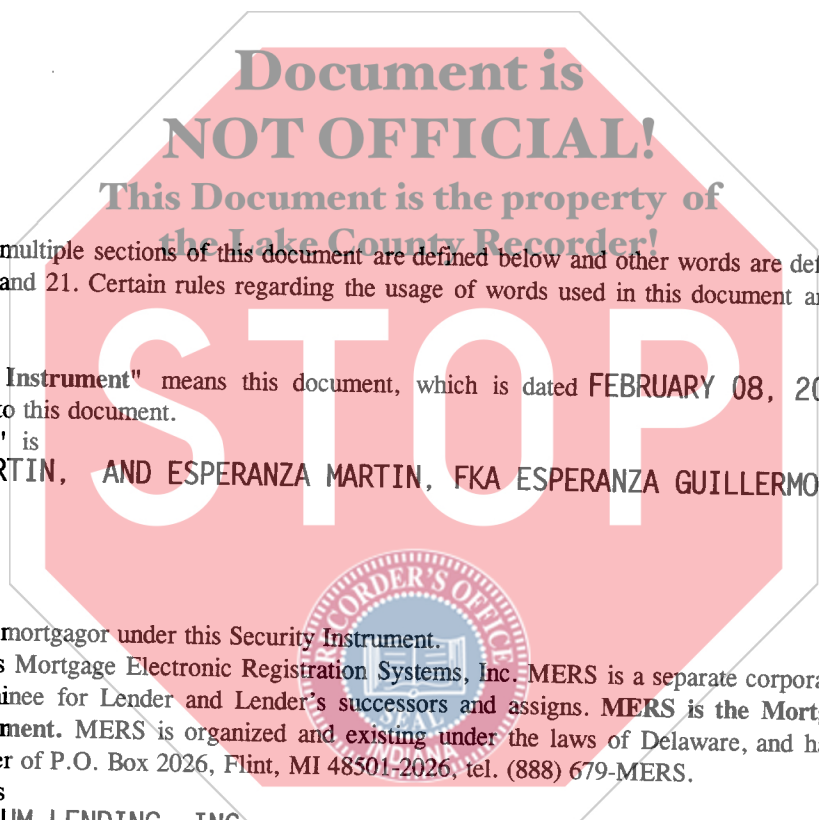 Document is
NOT OFFICIAL!
This Document is the property of
the Lake County Recorder!
multiple sections of this document are defined below and other words are def
and 21. Certain rules regarding the usage of words used in this document a
Instrument" means this document, which is dated FEBRUARY 08, 20
to this document.
" is
RTIN, AND ESPERANZA MARTIN, FKA ESPERANZA GUILLERMO
STOP
RECORDER'S OFFICE
SEAL
INDIANA
mortgagor under this Security Instrument.
s Mortgage Electronic Registration Systems, Inc. MERS is a separate corpora
inee for Lender and Lender's successors and assigns. MERS is the Mort
ment. MERS is organized and existing under the laws of Delaware, and h
er of P.O. Box 2026, Flint, MI 48501-2026, tel. (888) 679-MERS.
s
UM LENDING, INC